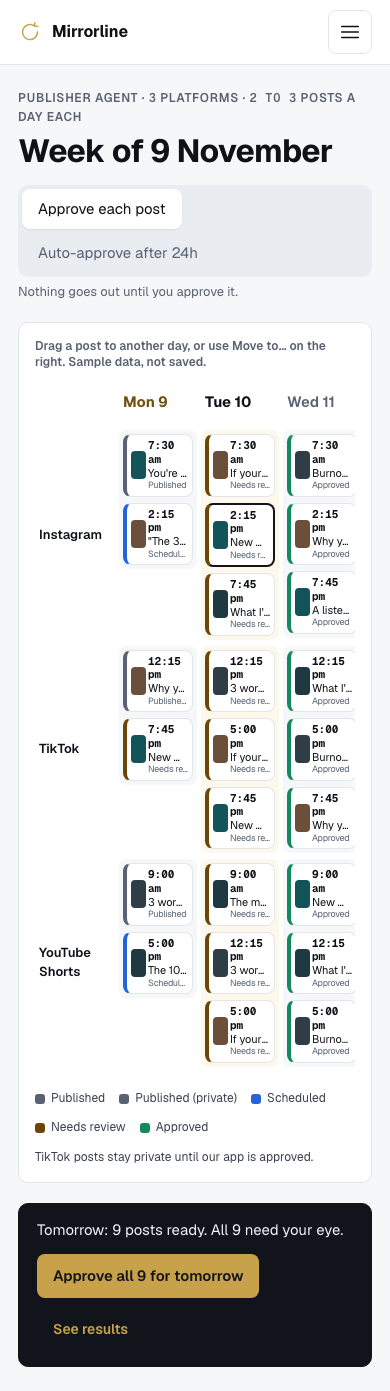 Mirrorline
PUBLISHER AGENT · 3 PLATFORMS · 2 TO 3 POSTS A
DAY EACH
Week of 9 November
Approve each post
Auto-approve after 24h
Nothing goes out until you approve it.
Drag a post to another day, or use Move to… on the
right. Sample data, not saved.
Mon 9 Tue 10 Wed 11
Instagram
7:30
am
You're …
Published
2:15
pm
"The 3…
Schedul…
7:30
am
If your…
Needs re…
2:15
pm
New …
Needs r…
7:45
pm
What I'…
Needs re…
7:30
am
Burno…
Approved
2:15
pm
Why y…
Approved
7:45
pm
A liste…
Approved
TikTok
12:15
pm
Why y…
Publishe…
7:45
pm
New …
Needs re…
12:15
pm
3 wor…
Needs re…
5:00
pm
If your…
Needs re…
7:45
pm
New …
Needs re…
12:15
pm
What I'…
Approved
5:00
pm
Burno…
Approved
7:45
pm
Why y…
Approved
YouTube
Shorts
9:00
am
3 wor…
Published
5:00
pm
The 10…
Schedul…
9:00
am
The m…
Needs re…
12:15
pm
3 wor…
Needs re…
5:00
pm
If your…
Needs re…
9:00
am
New …
Approved
12:15
pm
What I'…
Approved
5:00
pm
Burno…
Approved
Published Published (private) Scheduled
Needs review Approved
TikTok posts stay private until our app is approved.
Tomorrow: 9 posts ready. All 9 need your eye.
Approve all 9 for tomorrow
See results